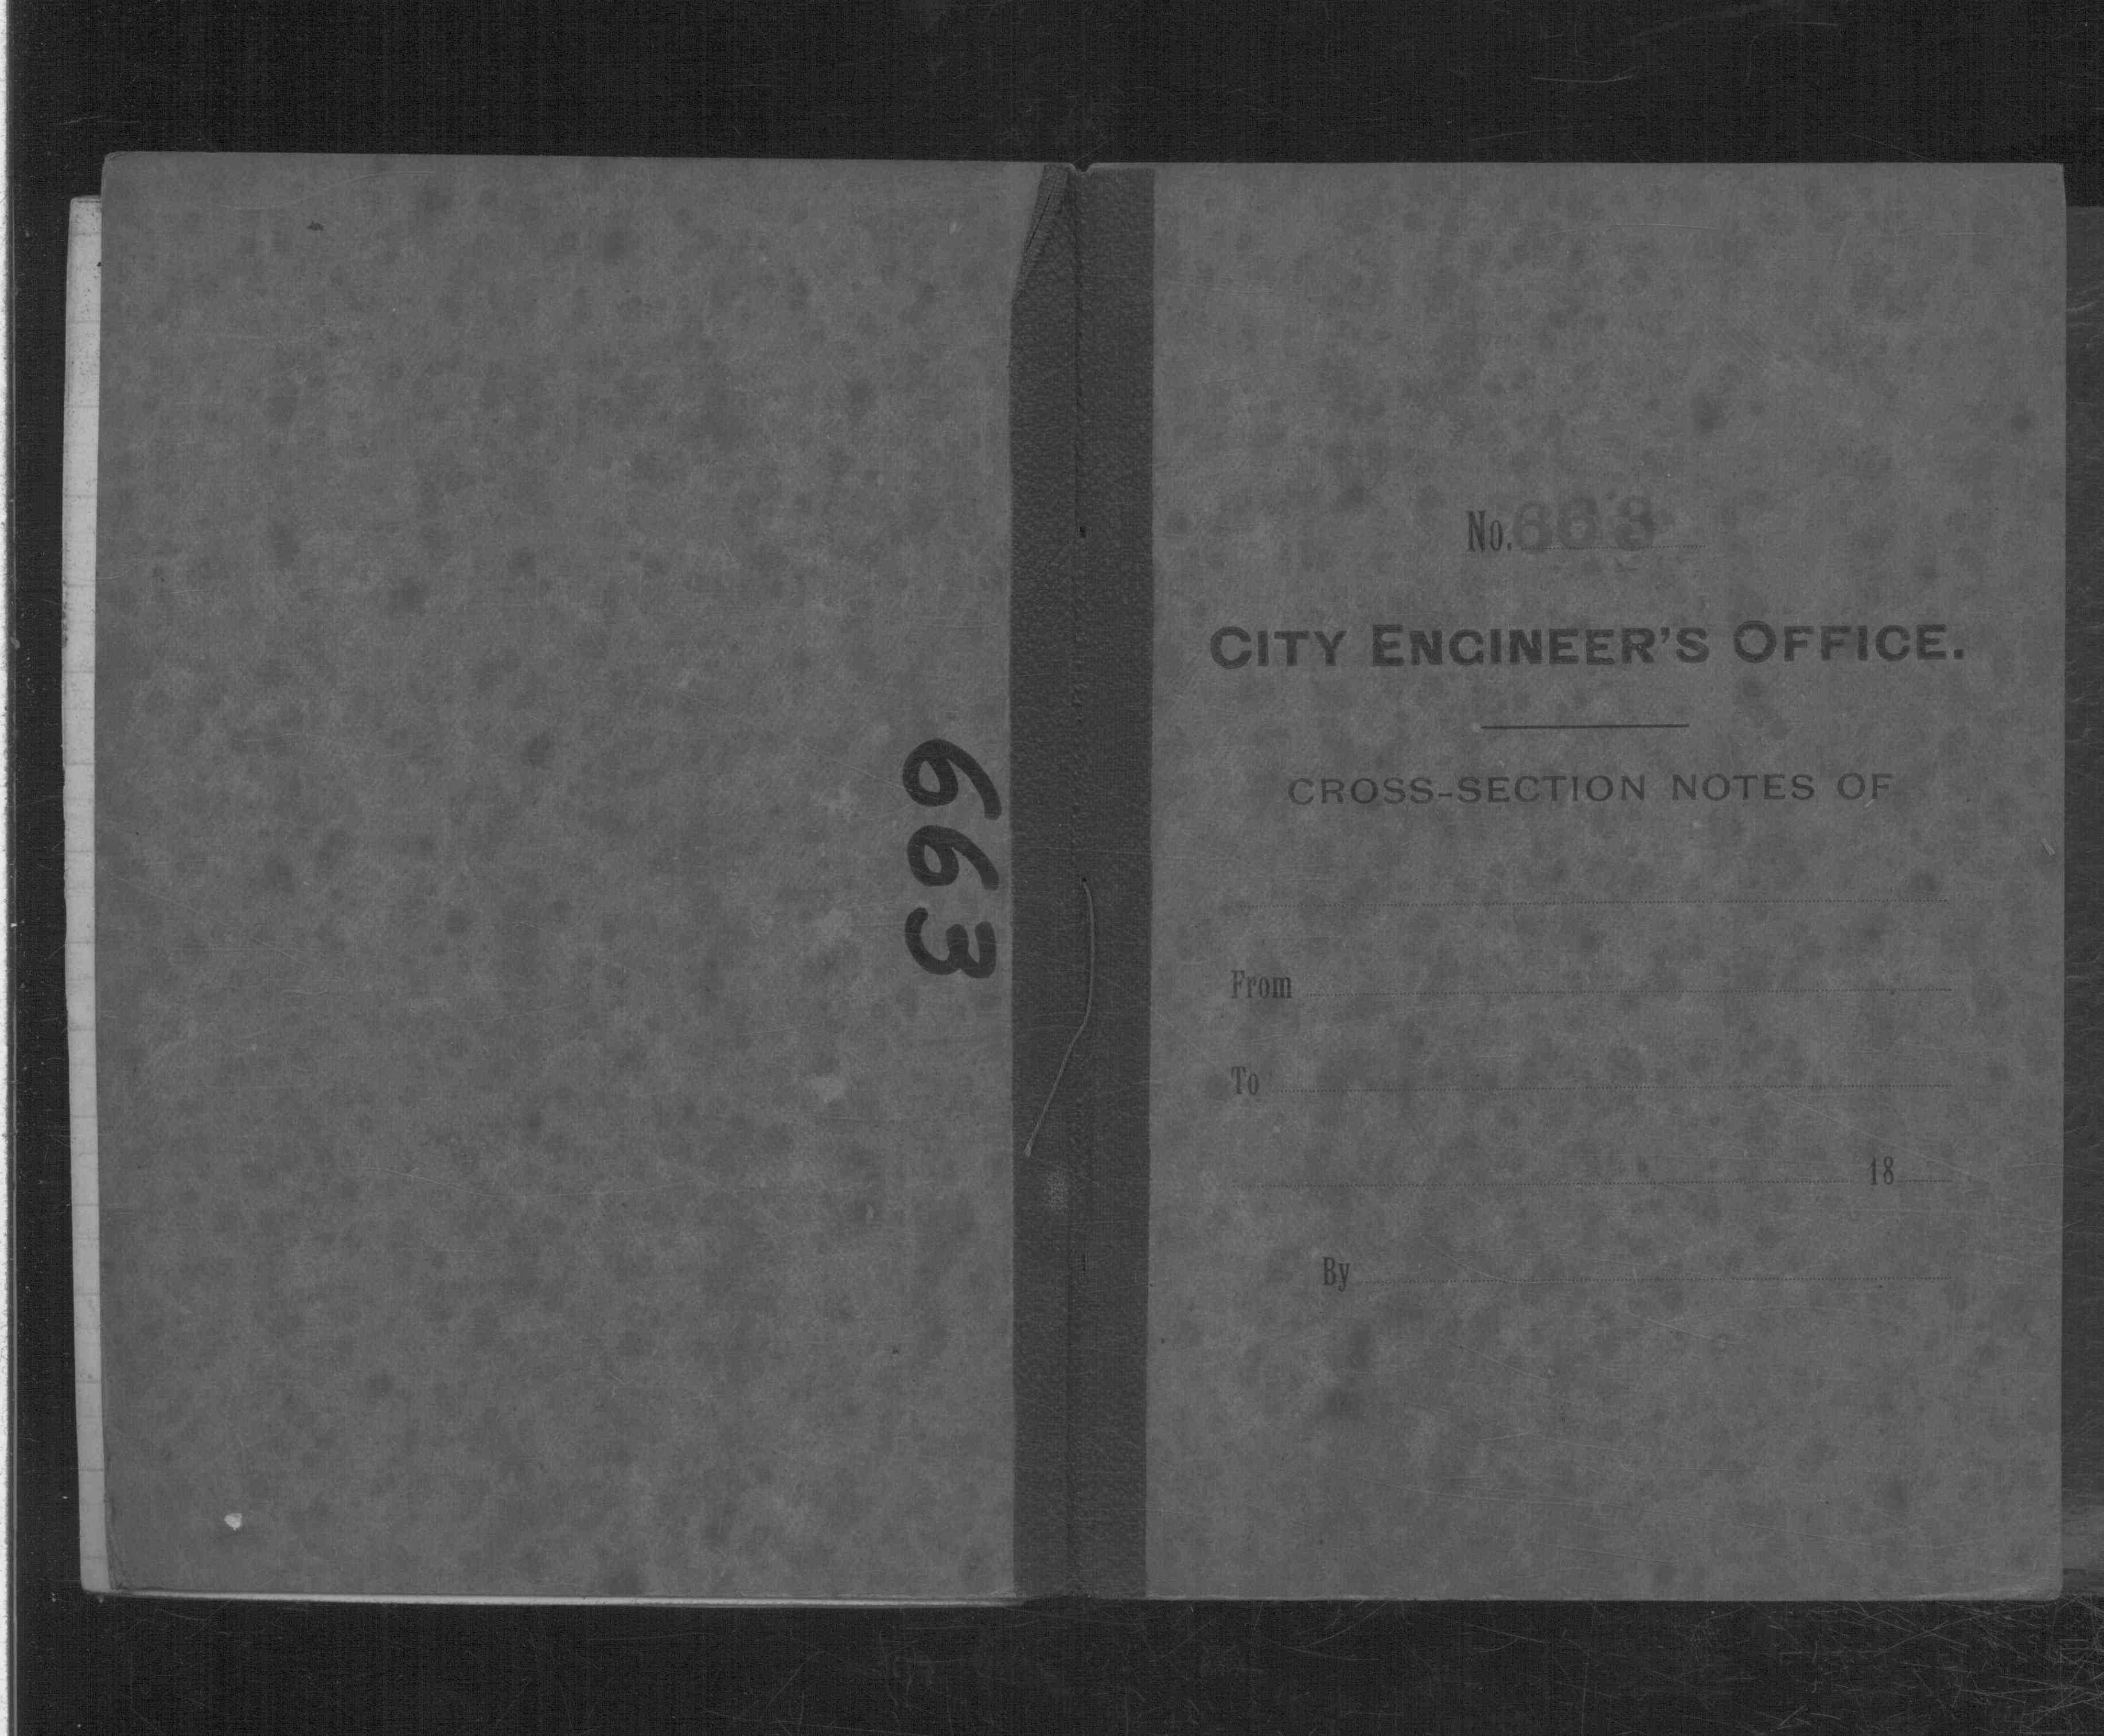 663
No. 663
CITY ENGINEER'S OFFICE.
CROSS-SECTION NOTES OF
From
To
18
By